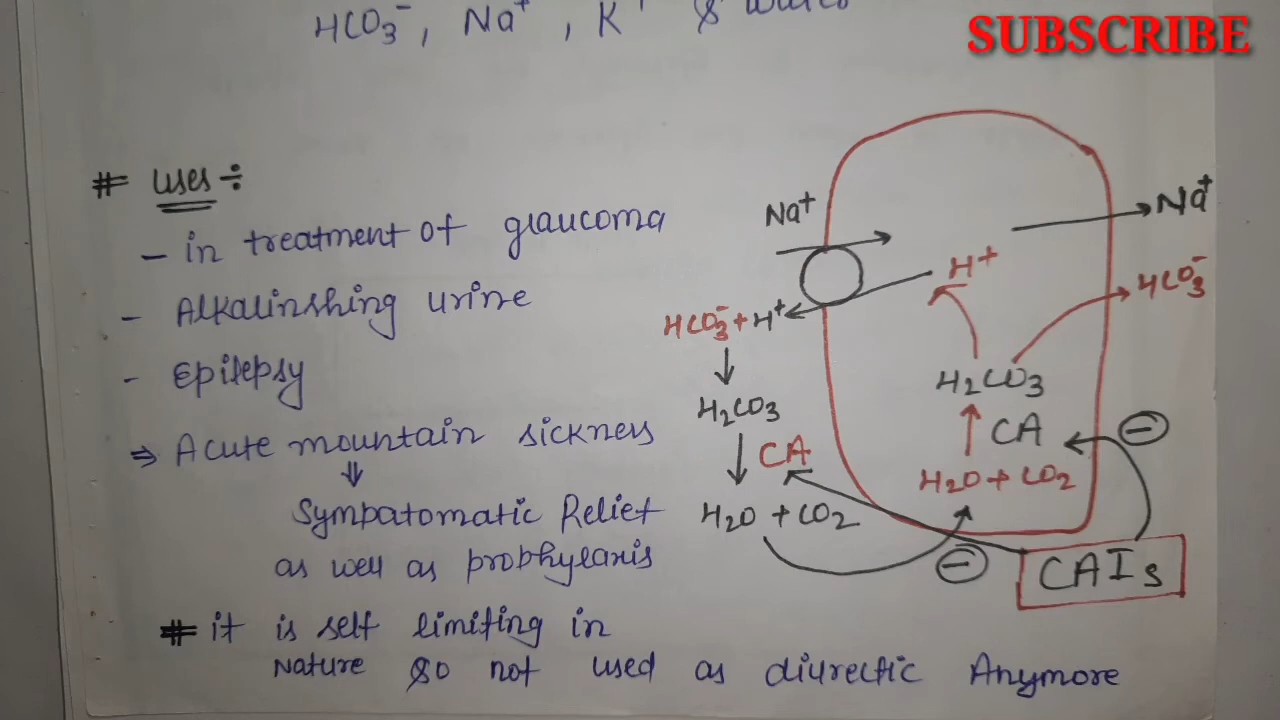 HCO3⁻, Na⁺, K⁺ &
SUBSCRIBE
# Uses ÷
- in treatment of glaucoma
- Alkalinshing urine
- Epilepsy
⇒ Acute mountain sickness
⇓
Sympatomatic Relief
as well as prophylaxis
# it is self limiting in
Nature so not used as diurectic Anymore
Na⁺
Na⁺
H⁺
HCO3⁻
HCO3⁻ + H⁺
H2CO3
H2CO3
CA
CA
H2O + CO2
H2O + CO2
CAIs